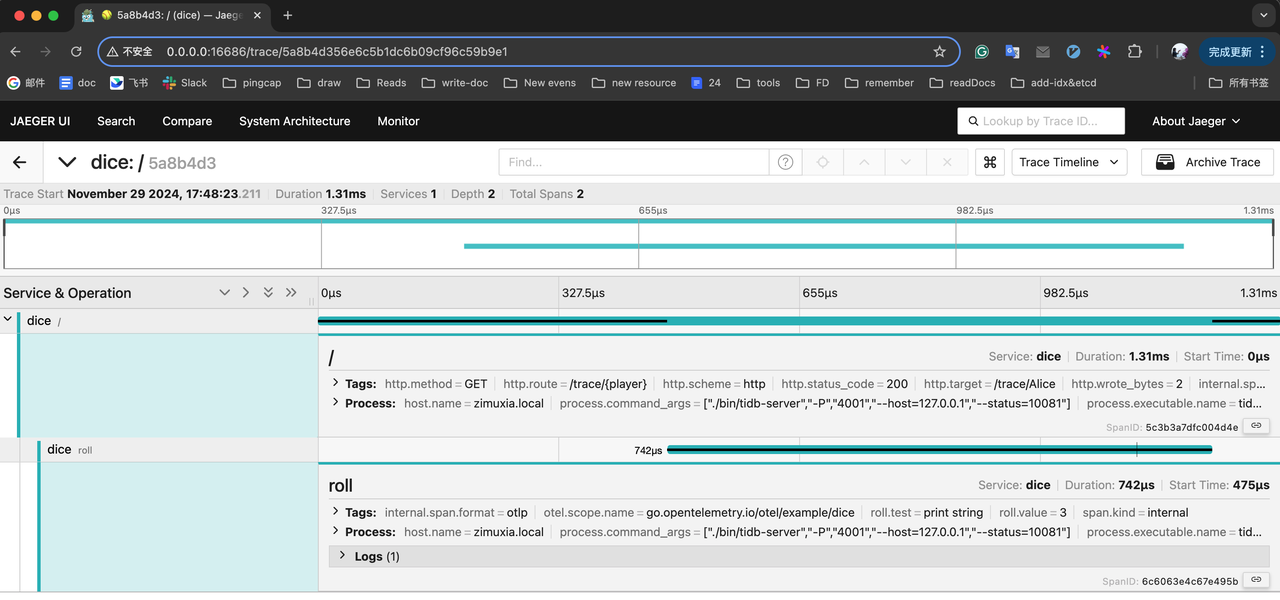 5a8b4d3: / (dice) — Jaege
不安全 0.0.0.0:16686/trace/5a8b4d356e6c5b1dc6b09cf96c59b9e1 完成更新
邮件 doc 飞书 Slack pingcap draw Reads write-doc New evens new resource 24 tools FD remember readDocs add-idx&etcd 所有书签
JAEGER UI Search Compare System Architecture Monitor Lookup by Trace ID... About Jaeger
dice: / 5a8b4d3 Find... ⌘ Trace Timeline Archive Trace
Trace Start November 29 2024, 17:48:23.211 Duration 1.31ms Services 1 Depth 2 Total Spans 2
0μs 327.5μs 655μs 982.5μs 1.31ms
Service & Operation 0μs 327.5μs 655μs 982.5μs 1.31ms
dice /
/ Service: dice Duration: 1.31ms Start Time: 0μs
Tags: http.method = GET http.route = /trace/{player} http.scheme = http http.status_code = 200 http.target = /trace/Alice http.wrote_bytes = 2 internal.sp...
Process: host.name = zimuxia.local process.command_args = ["./bin/tidb-server","-P","4001","--host=127.0.0.1","--status=10081"] process.executable.name = tid...
SpanID: 5c3b3a7dfc004d4e
dice roll 742μs
roll Service: dice Duration: 742μs Start Time: 475μs
Tags: internal.span.format = otlp otel.scope.name = go.opentelemetry.io/otel/example/dice roll.test = print string roll.value = 3 span.kind = internal
Process: host.name = zimuxia.local process.command_args = ["./bin/tidb-server","-P","4001","--host=127.0.0.1","--status=10081"] process.executable.name = tid...
Logs (1)
SpanID: 6c6063e4c67e495b